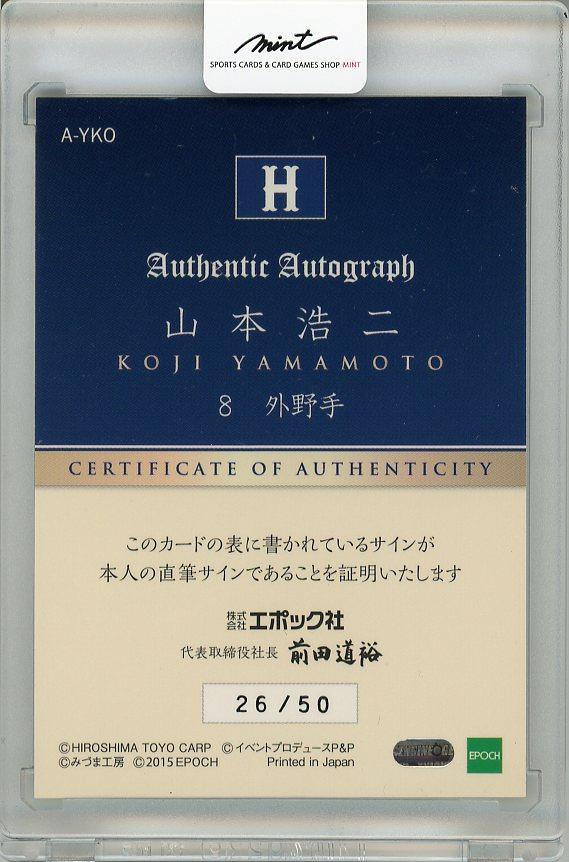 mint
SPORTS CARDS & CARD GAMES SHOP MINT
A-YKO
H
Authentic Autograph
山本浩二
KOJI YAMAMOTO
8 外野手
CERTIFICATE OF AUTHENTICITY
このカードの表に書かれているサインが
本人の直筆サインであることを証明いたします
株式会社エポック社
代表取締役社長 前田道裕
26/50
©HIROSHIMA TOYO CARP ©イベントプロデュースP&P
©みづま工房 ©2015 EPOCH Printed in Japan
EPOCH